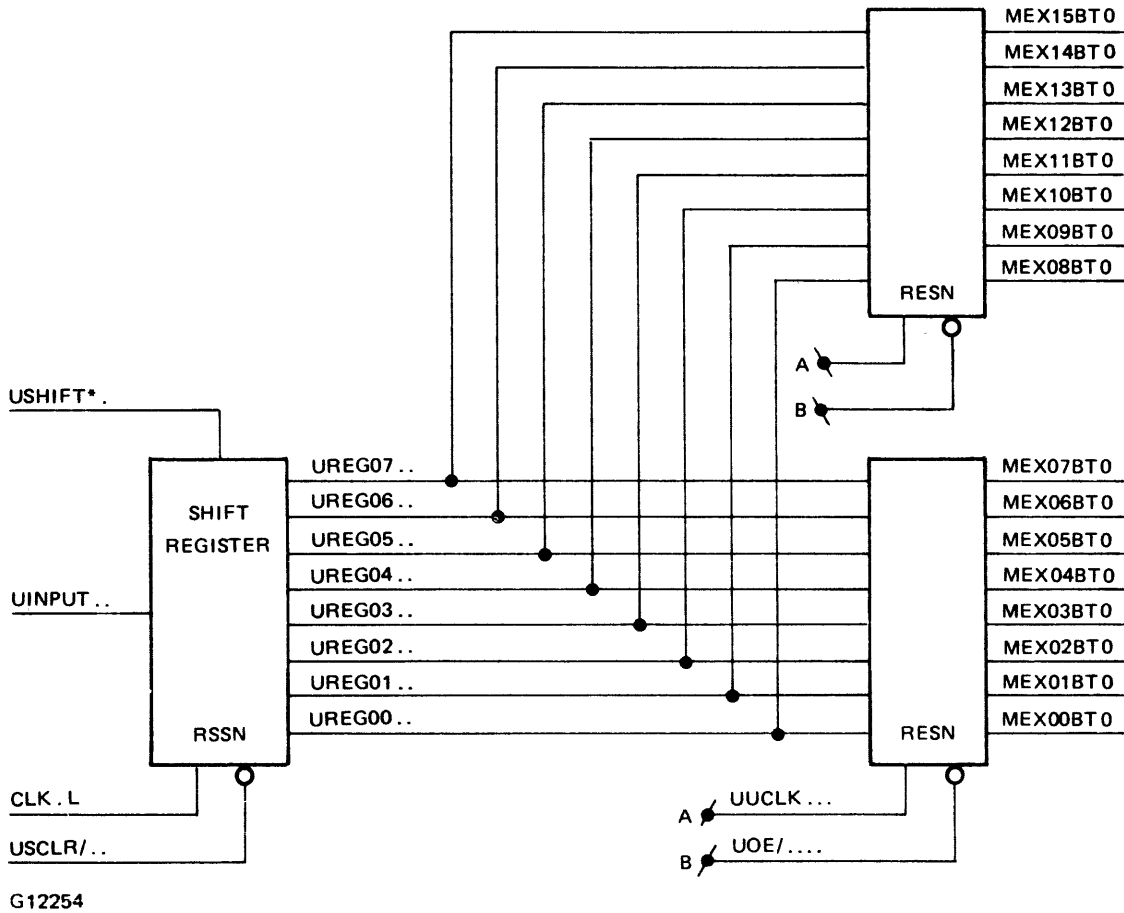 MEX15BT0
MEX14BT0
MEX13BT0
MEX12BT0
MEX11BT0
MEX10BT0
MEX09BT0
MEX08BT0
RESN
A
B
USHIFT*.
SHIFT
REGISTER
UINPUT..
RSSN
CLK.L
USCLR/..
UREG07..
UREG06..
UREG05..
UREG04..
UREG03..
UREG02..
UREG01..
UREG00..
MEX07BT0
MEX06BT0
MEX05BT0
MEX04BT0
MEX03BT0
MEX02BT0
MEX01BT0
MEX00BT0
RESN
A UUCLK...
B UOE/....
G12254